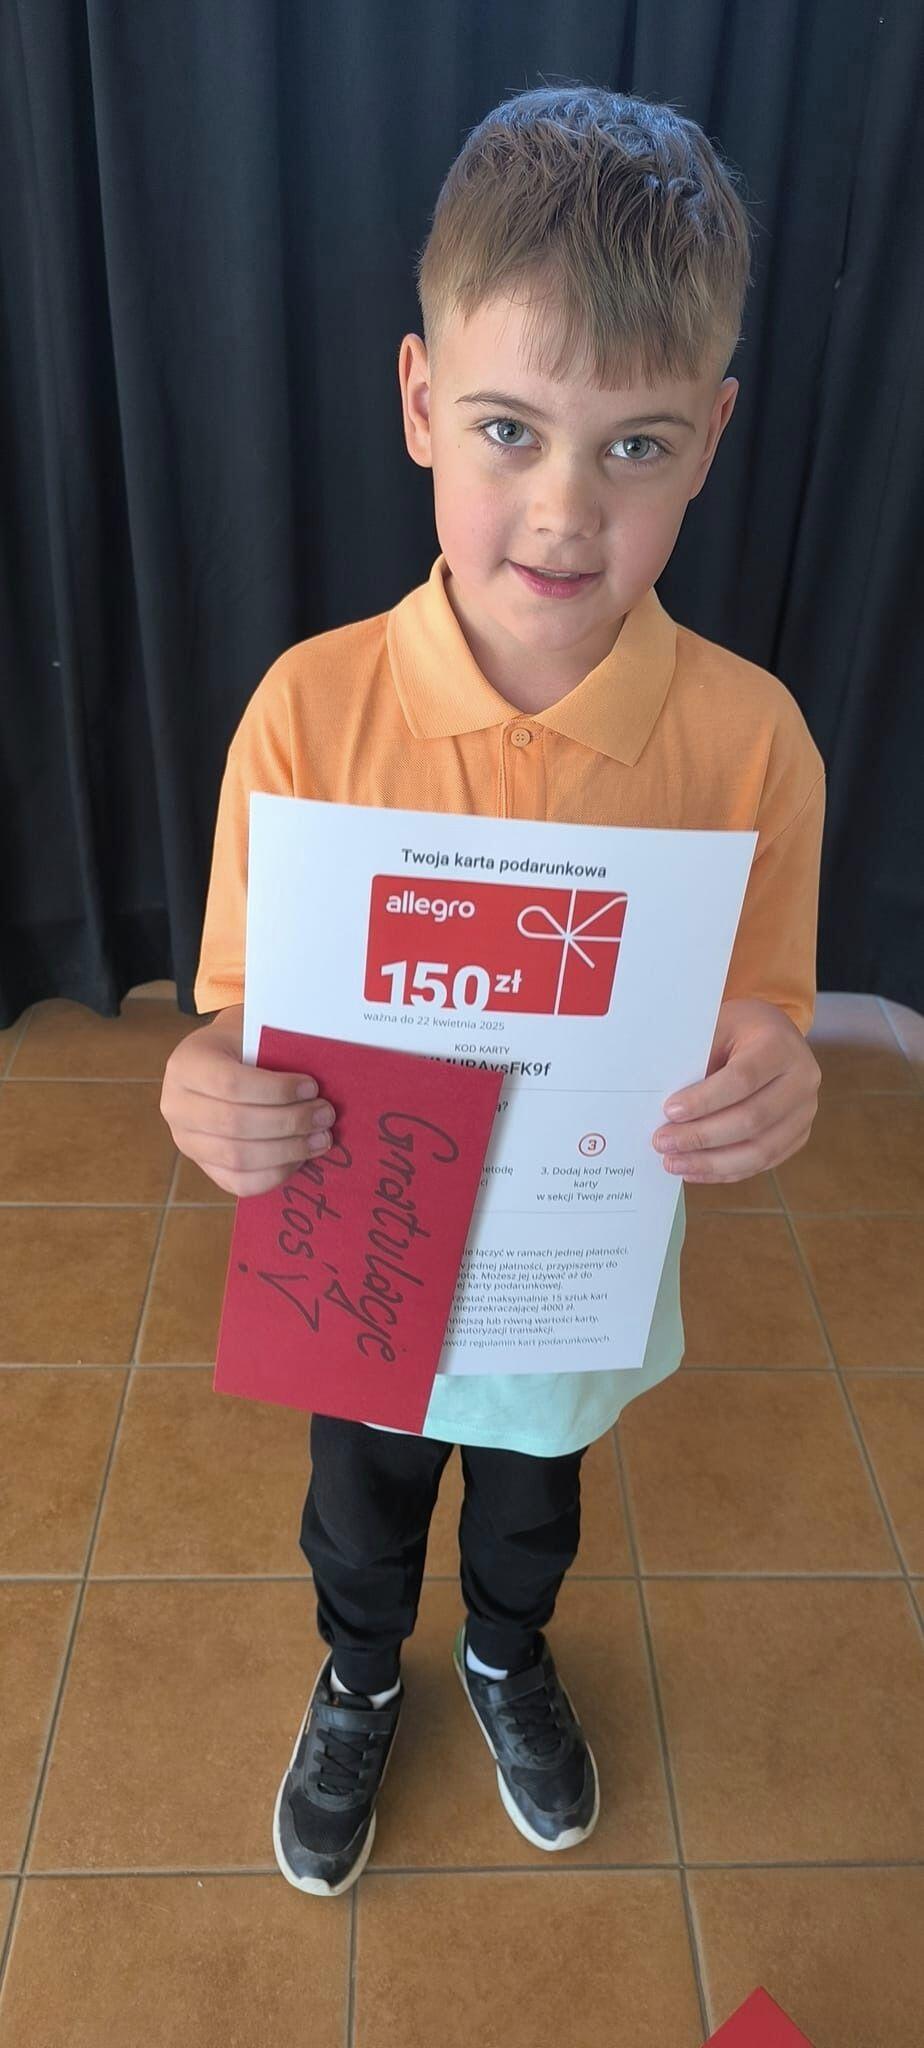 Twoja karta podarunkowa
allegro
150 zł
ważna do 22 kwietnia 2025
KOD KARTY
3
3. Dodaj kod Twojej
karty
w sekcji Twoje zniżki
łączyć w ramach jednej płatności.
w jednej płatności, przypiszemy do
Możesz jej używać aż do
karty podarunkowej.
maksymalnie 15 sztuk kart
nieprzekraczającej 4000 zł.
lub równą wartości karty.
autoryzacji transakcji.
regulamin kart podarunkowych.
Gratulacje
Antoś!